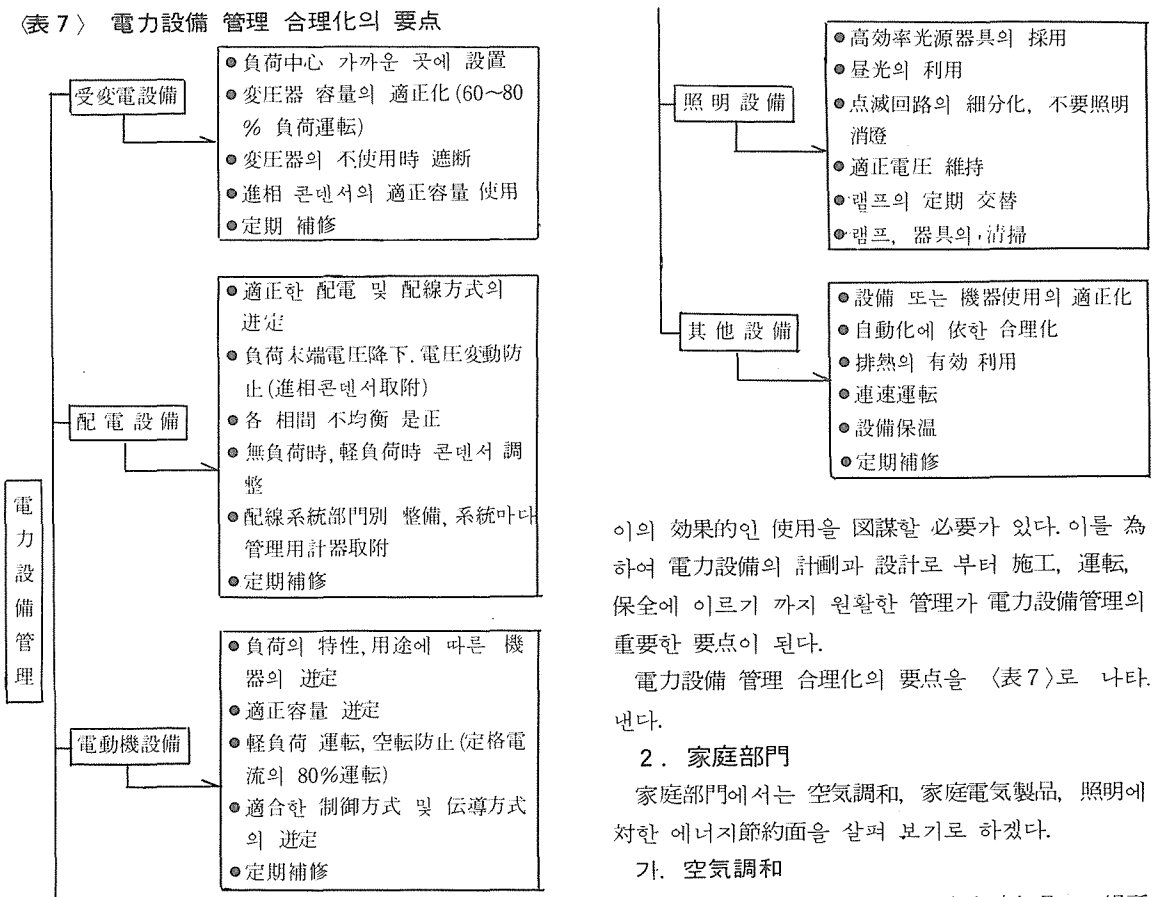 〈表 7〉 電力設備 管理 合理化의 要点
電力設備管理
受変電設備
●負荷中心 가까운 곳에 設置
●変圧器 容量의 適正化(60～80
% 負荷運転)
●変圧器의 不使用時 遮断
●進相 콘덴서의 適正容量 使用
●定期 補修
配電設備
●適正한 配電 및 配線方式의
选定
●負荷末端電圧降下. 電圧変動防
止(進相콘덴서取附)
●各 相間 不均衡 是正
●無負荷時, 軽負荷時 콘덴서 調
整
●配線系統部門別 整備, 系統마다
管理用計器取附
●定期補修
電動機設備
●負荷의 特性, 用途에 따른 機
器의 选定
●適正容量 选定
●軽負荷 運転, 空転防止(定格電
流의 80%運転)
●適合한 制御方式 및 伝導方式
의 选定
●定期補修
照明設備
●高効率光源器具의 採用
●昼光의 利用
●点滅回路의 細分化, 不要照明
消燈
●適正電圧 維持
●램프의 定期 交替
●램프, 器具의 清掃
其他設備
●設備 또는 機器使用의 適正化
●自動化에 依한 合理化
●排熱의 有効 利用
●連速運転
●設備保温
●定期補修
이의 効果的인 使用을 図謀할 必要가 있다. 이를 為
하여 電力設備의 計劃과 設計로 부터 施工, 運転,
保全에 이르기 까지 원활한 管理가 電力設備管理의
重要한 要点이 된다.
電力設備 管理 合理化의 要点을 〈表 7〉로 나타.
낸다.
2. 家庭部門
家庭部門에서는 空気調和, 家庭電気製品, 照明에
対한 에너지節約面을 살펴 보기로 하겠다.
가. 空気調和